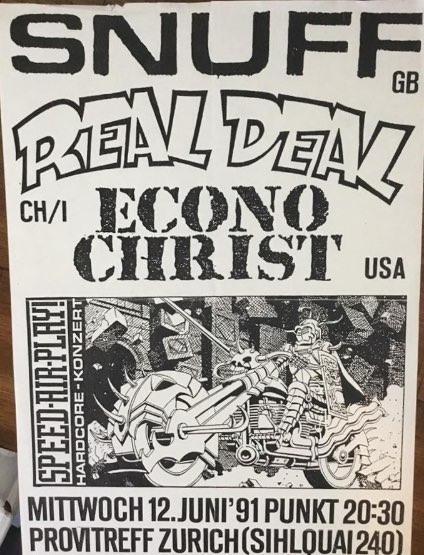 SNUFF
GB
REAL DEAL
CH/I
ECONO
CHRIST
USA
SPEED·AIR·PLAY!
HARDCORE-KONZERT
MITTWOCH 12.JUNI'91 PUNKT 20:30
PROVITREFF ZURICH (SIHLQUAI 240)